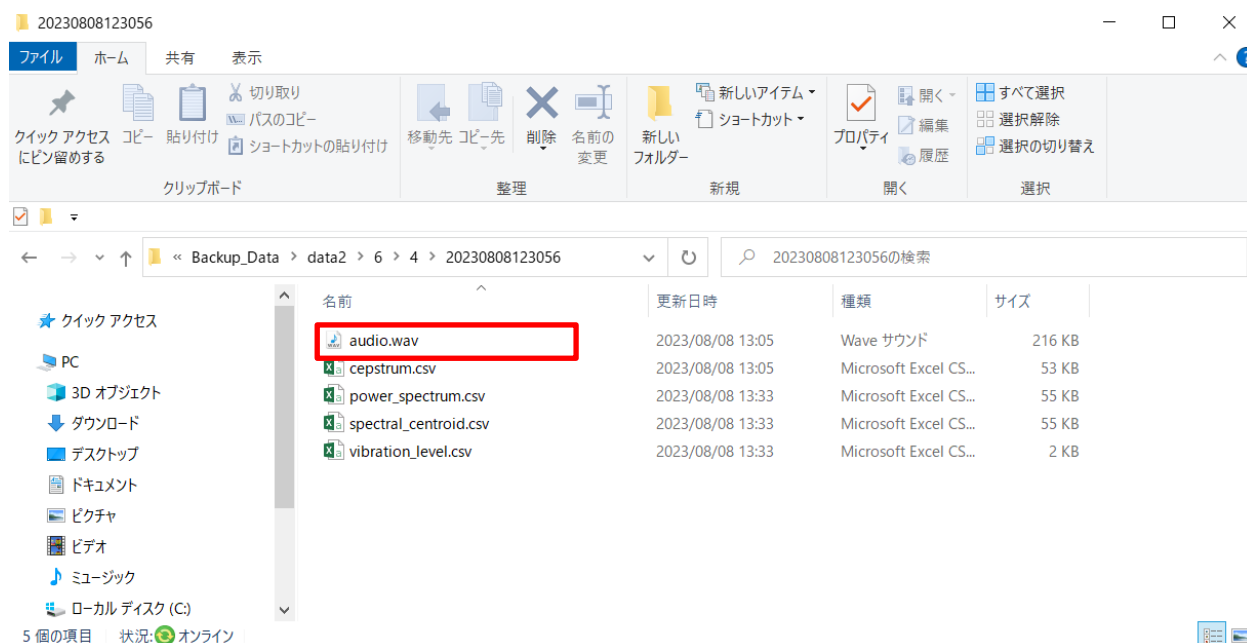 20230808123056
ファイル ホーム 共有 表示
クイック アクセス
にピン留めする
コピー
貼り付け
切り取り
パスのコピー
ショートカットの貼り付け
クリップボード
移動先
コピー先
削除
名前の
変更
整理
新しい
フォルダー
新しいアイテム
ショートカット
新規
プロパティ
開く
編集
履歴
開く
すべて選択
選択解除
選択の切り替え
選択
« Backup_Data > data2 > 6 > 4 > 20230808123056
20230808123056の検索
クイック アクセス
PC
3D オブジェクト
ダウンロード
デスクトップ
ドキュメント
ピクチャ
ビデオ
ミュージック
ローカル ディスク (C:)
名前 更新日時 種類 サイズ
audio.wav 2023/08/08 13:05 Wave サウンド 216 KB
cepstrum.csv 2023/08/08 13:05 Microsoft Excel CS... 53 KB
power_spectrum.csv 2023/08/08 13:33 Microsoft Excel CS... 55 KB
spectral_centroid.csv 2023/08/08 13:33 Microsoft Excel CS... 55 KB
vibration_level.csv 2023/08/08 13:33 Microsoft Excel CS... 2 KB
5 個の項目 状況: オンライン